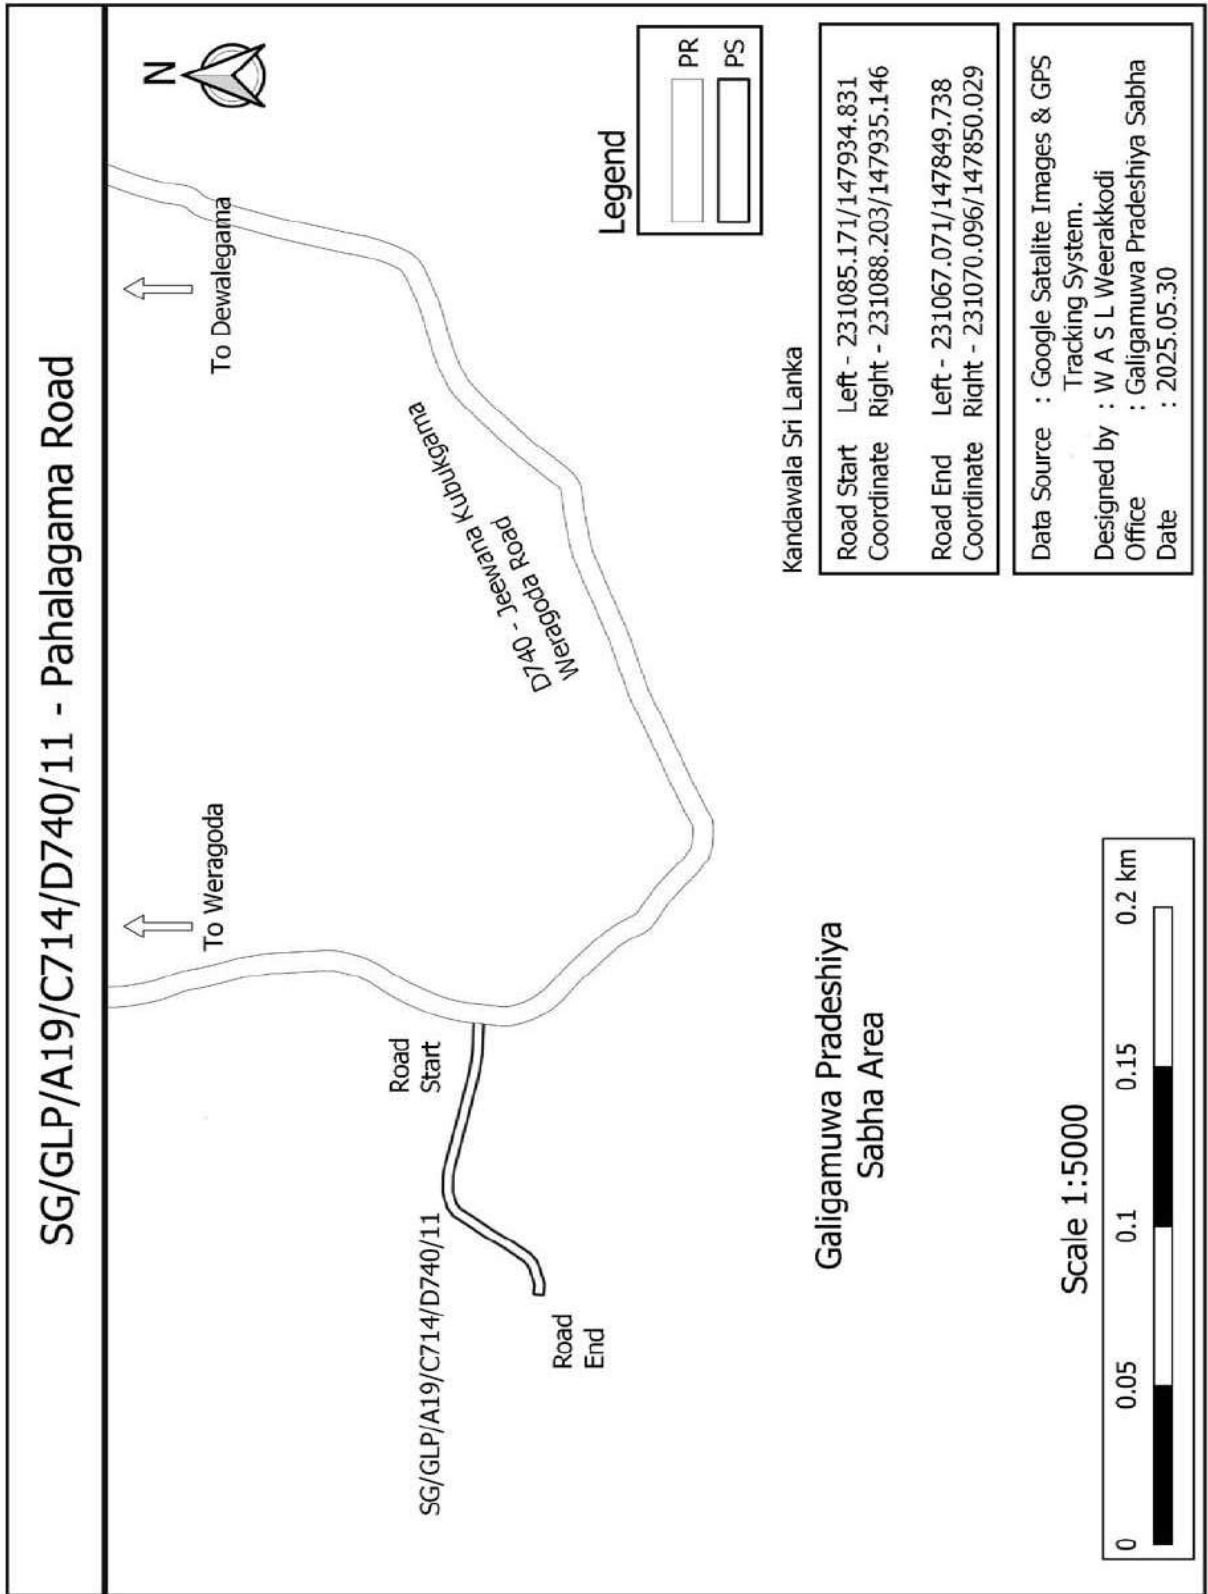 SG/GLP/A19/C714/D740/11 - Pahalagama Road
N
To Weragoda
To Dewalegama
Road
Start
SG/GLP/A19/C714/D740/11
Road
End
D740 - Jeewana Kubukgama
Weragoda Road
Legend
PR
PS
Galigamuwa Pradeshiya
Sabha Area
Kandawala Sri Lanka
Road Start Left - 231085.171/147934.831
Coordinate Right - 231088.203/147935.146
Road End Left - 231067.071/147849.738
Coordinate Right - 231070.096/147850.029
Scale 1:5000
0 0.05 0.1 0.15 0.2 km
Data Source : Google Satalite Images & GPS
Tracking System.
Designed by : W A S L Weerakkodi
Office : Galigamuwa Pradeshiya Sabha
Date : 2025.05.30